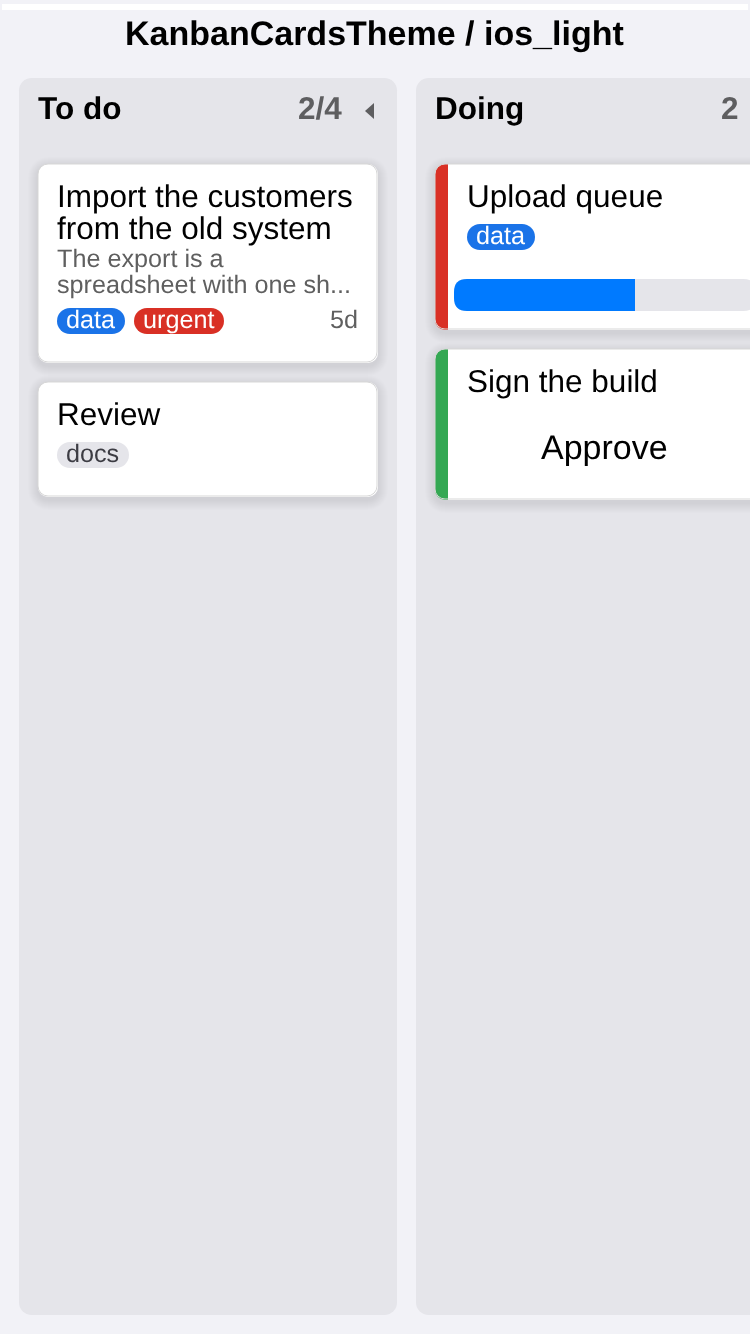 KanbanCardsTheme / ios_light
To do 2/4
Import the customers
from the old system
The export is a
spreadsheet with one sh...
data urgent 5d
Review
docs
Doing 2
Upload queue
data
Sign the build
Approve